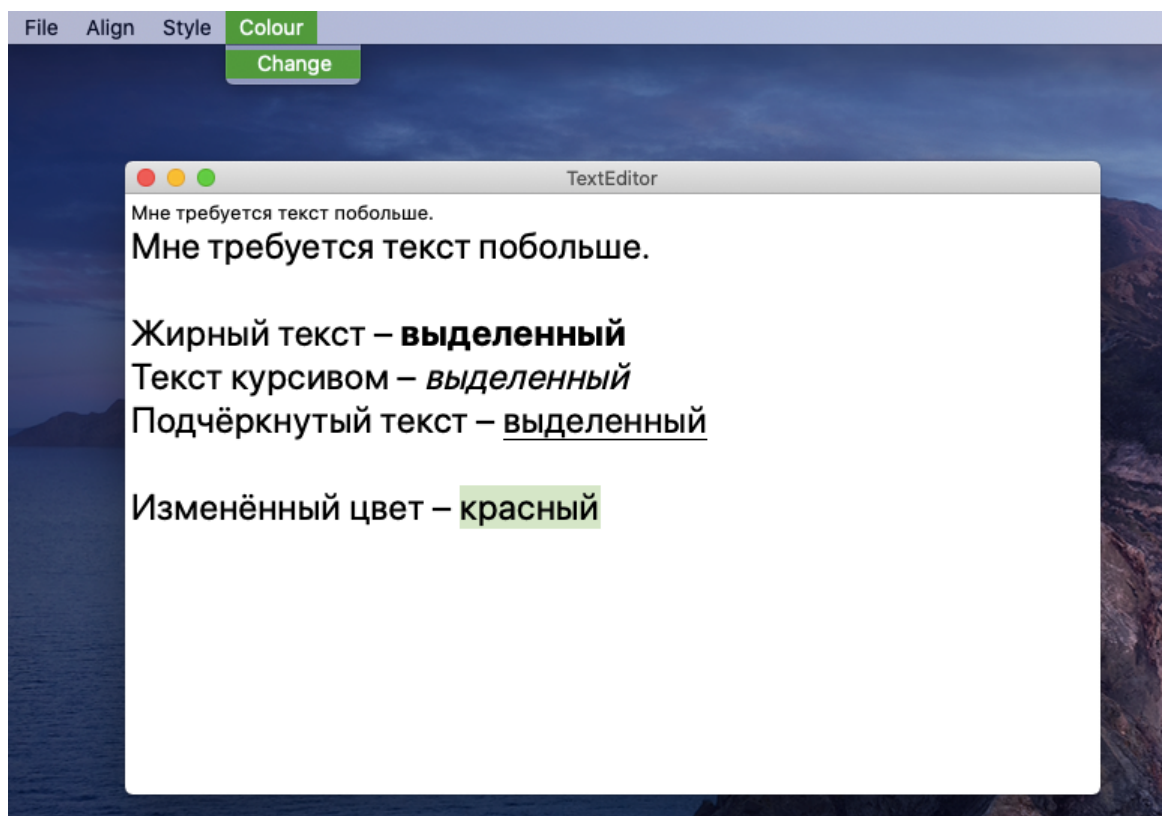 File Align Style Colour
Change
TextEditor
Мне требуется текст побольше.
Мне требуется текст побольше.
Жирный текст – выделенный
Текст курсивом – выделенный
Подчёркнутый текст – выделенный
Изменённый цвет – красный